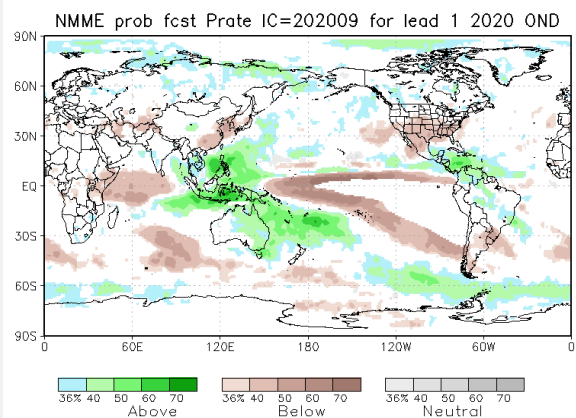 NMME prob fcst Prate IC=202009 for lead 1 2020 OND
90N
60N
30N
EQ
30S
60S
90S
0 60E 120E 180 120W 60W 0
36% 40 50 60 70 36% 40 50 60 70 36% 40 50 60 70
Above Below Neutral